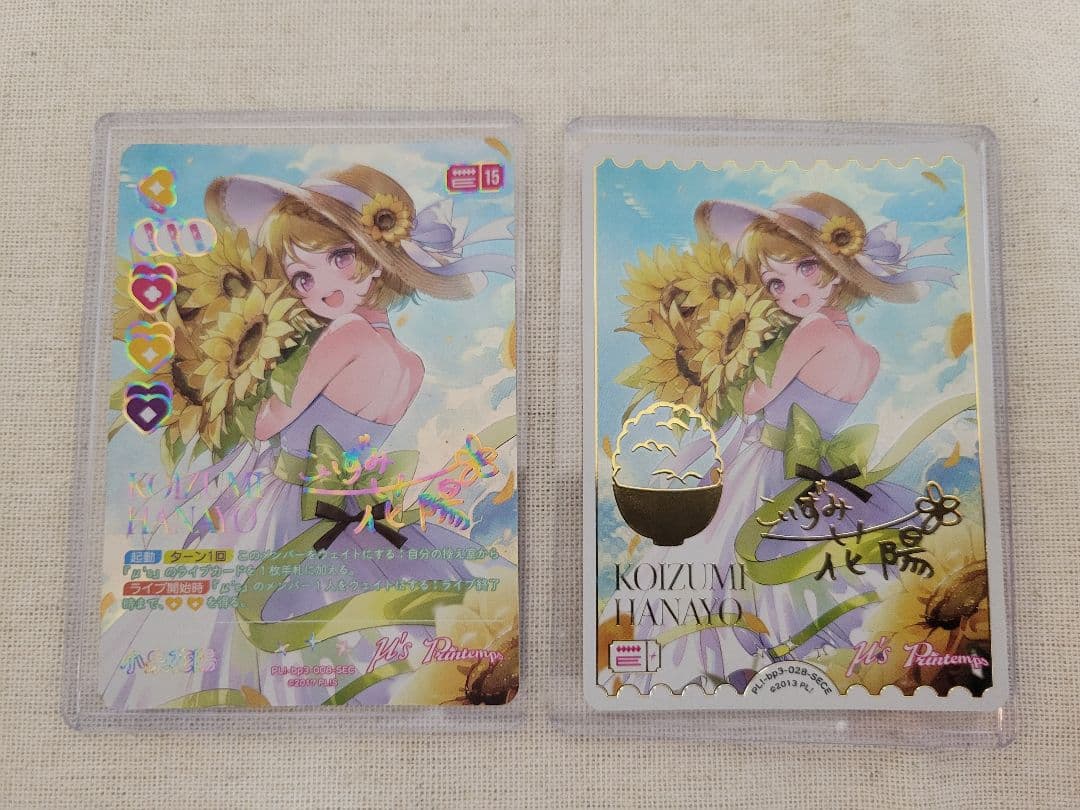 15
KOIZUMI
HANAYO
こいずみ
花陽
起動 ターン1回 このメンバーをウェイトにする:自分の控え室から
『μ's』のライブカードを1枚手札に加える。
ライブ開始時 『μ's』のメンバー1人をウェイトにする:ライブ終了
時まで、
を得る。
小泉花陽
μ's Printemps
PL!-bp3-008-SEC
E
こいずみ
花陽
KOIZUMI
HANAYO
E
μ's Printemps
PL!-bp3-028-SECE
©2013 PL!